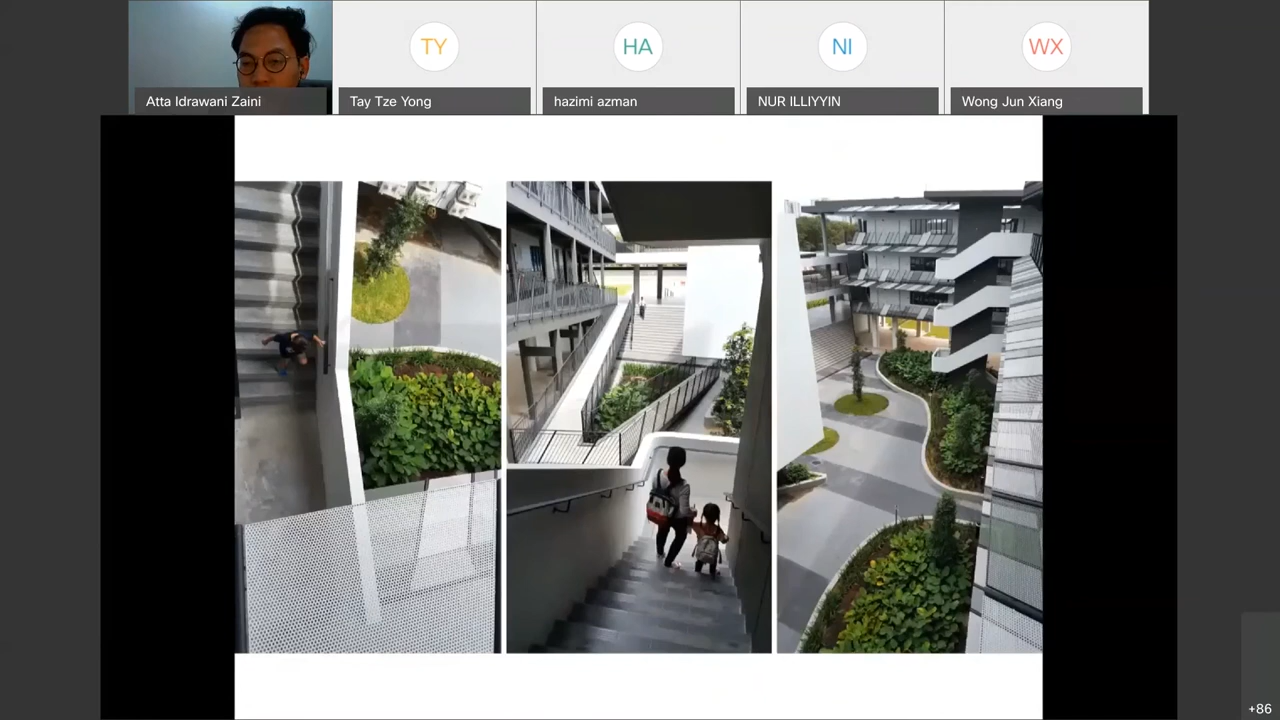 TY
HA
NI
WX
Atta Idrawani Zaini
Tay Tze Yong
hazimi azman
NUR ILLIYYIN
Wong Jun Xiang
+86